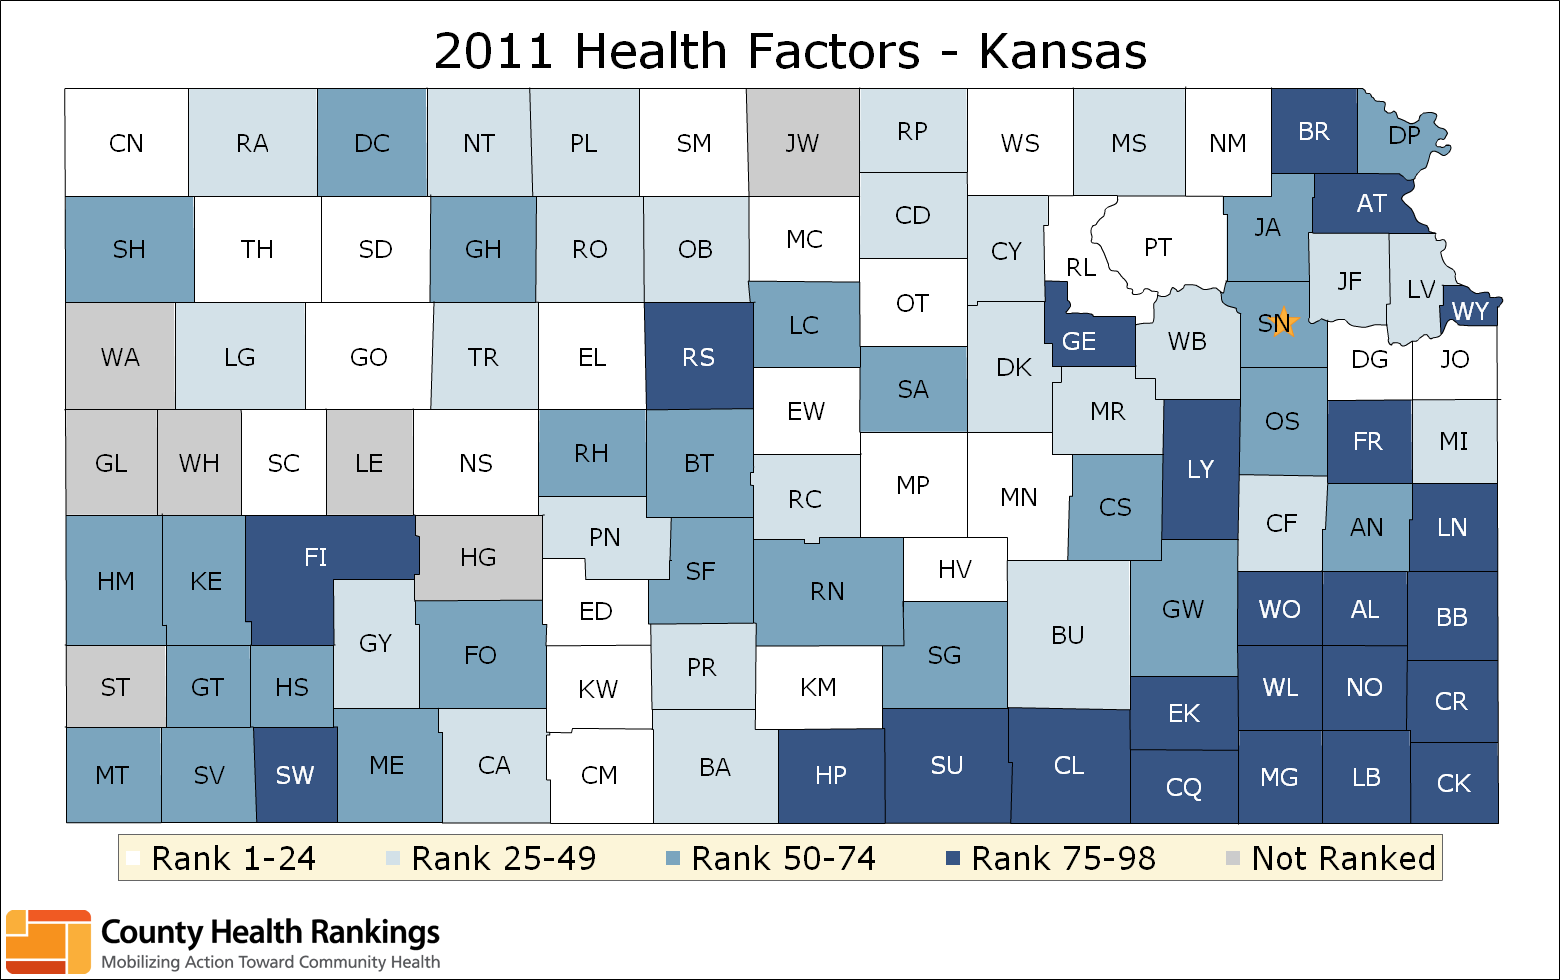 2011 Health Factors - Kansas
CN RA DC NT PL SM JW RP WS MS NM BR DP
SH TH SD GH RO OB MC CD CY RL PT JA AT
OT JF LV
WA LG GO TR EL RS LC SA DK GE WB SN DG JO WY
EW MR OS FR MI
GL WH SC LE NS RH BT RC MP MN CS LY CF AN LN
HM KE FI HG PN SF RN HV BU GW WO AL BB
GY FO ED SG
ST GT HS KW PR KM EK WL NO CR
MT SV SW ME CA CM BA HP SU CL CQ MG LB CK
Rank 1-24 Rank 25-49 Rank 50-74 Rank 75-98 Not Ranked
County Health Rankings
Mobilizing Action Toward Community Health